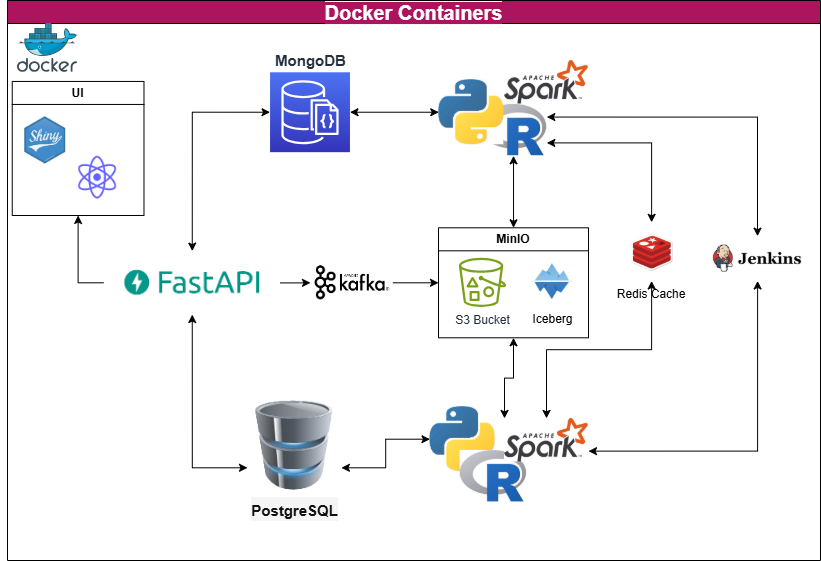 Docker Containers
docker
UI
Shiny
MongoDB
APACHE
Spark
R
FastAPI
APACHE
kafka
MinIO
S3 Bucket
Iceberg
Redis Cache
Jenkins
PostgreSQL
APACHE
Spark
R